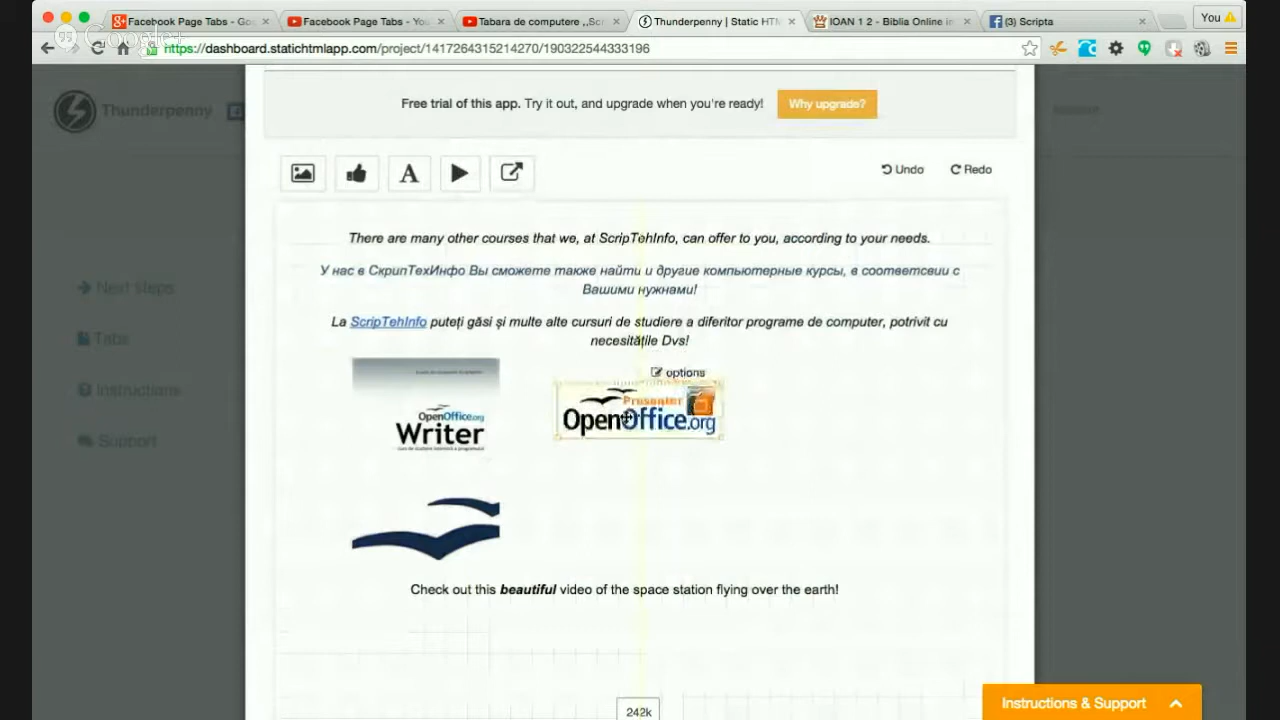 Facebook Page Tabs - Goo
Facebook Page Tabs - You
Tabara de computere ,,Scri
Thunderpenny | Static HTM
IOAN 1 2 - Biblia Online in
(3) Scripta
You
Google+
https://dashboard.statichtmlapp.com/project/1417264315214270/190322544333196
Thunderpenny
Free trial of this app. Try it out, and upgrade when you're ready!
Why upgrade?
A
Undo
Redo
There are many other courses that we, at ScripTehInfo, can offer to you, according to your needs.
У нас в СкрипТехИнфо Вы сможете также найти и другие компьютерные курсы, в соответсвии с
Вашими нужнами!
La ScripTehInfo puteți găsi și multe alte cursuri de studiere a diferitor programe de computer, potrivit cu
necesitățile Dvs!
Next steps
Tabs
Instructions
Support
options
OpenOffice.org
Writer
Presenter
OpenOffice.org
Check out this beautiful video of the space station flying over the earth!
242k
Instructions & Support